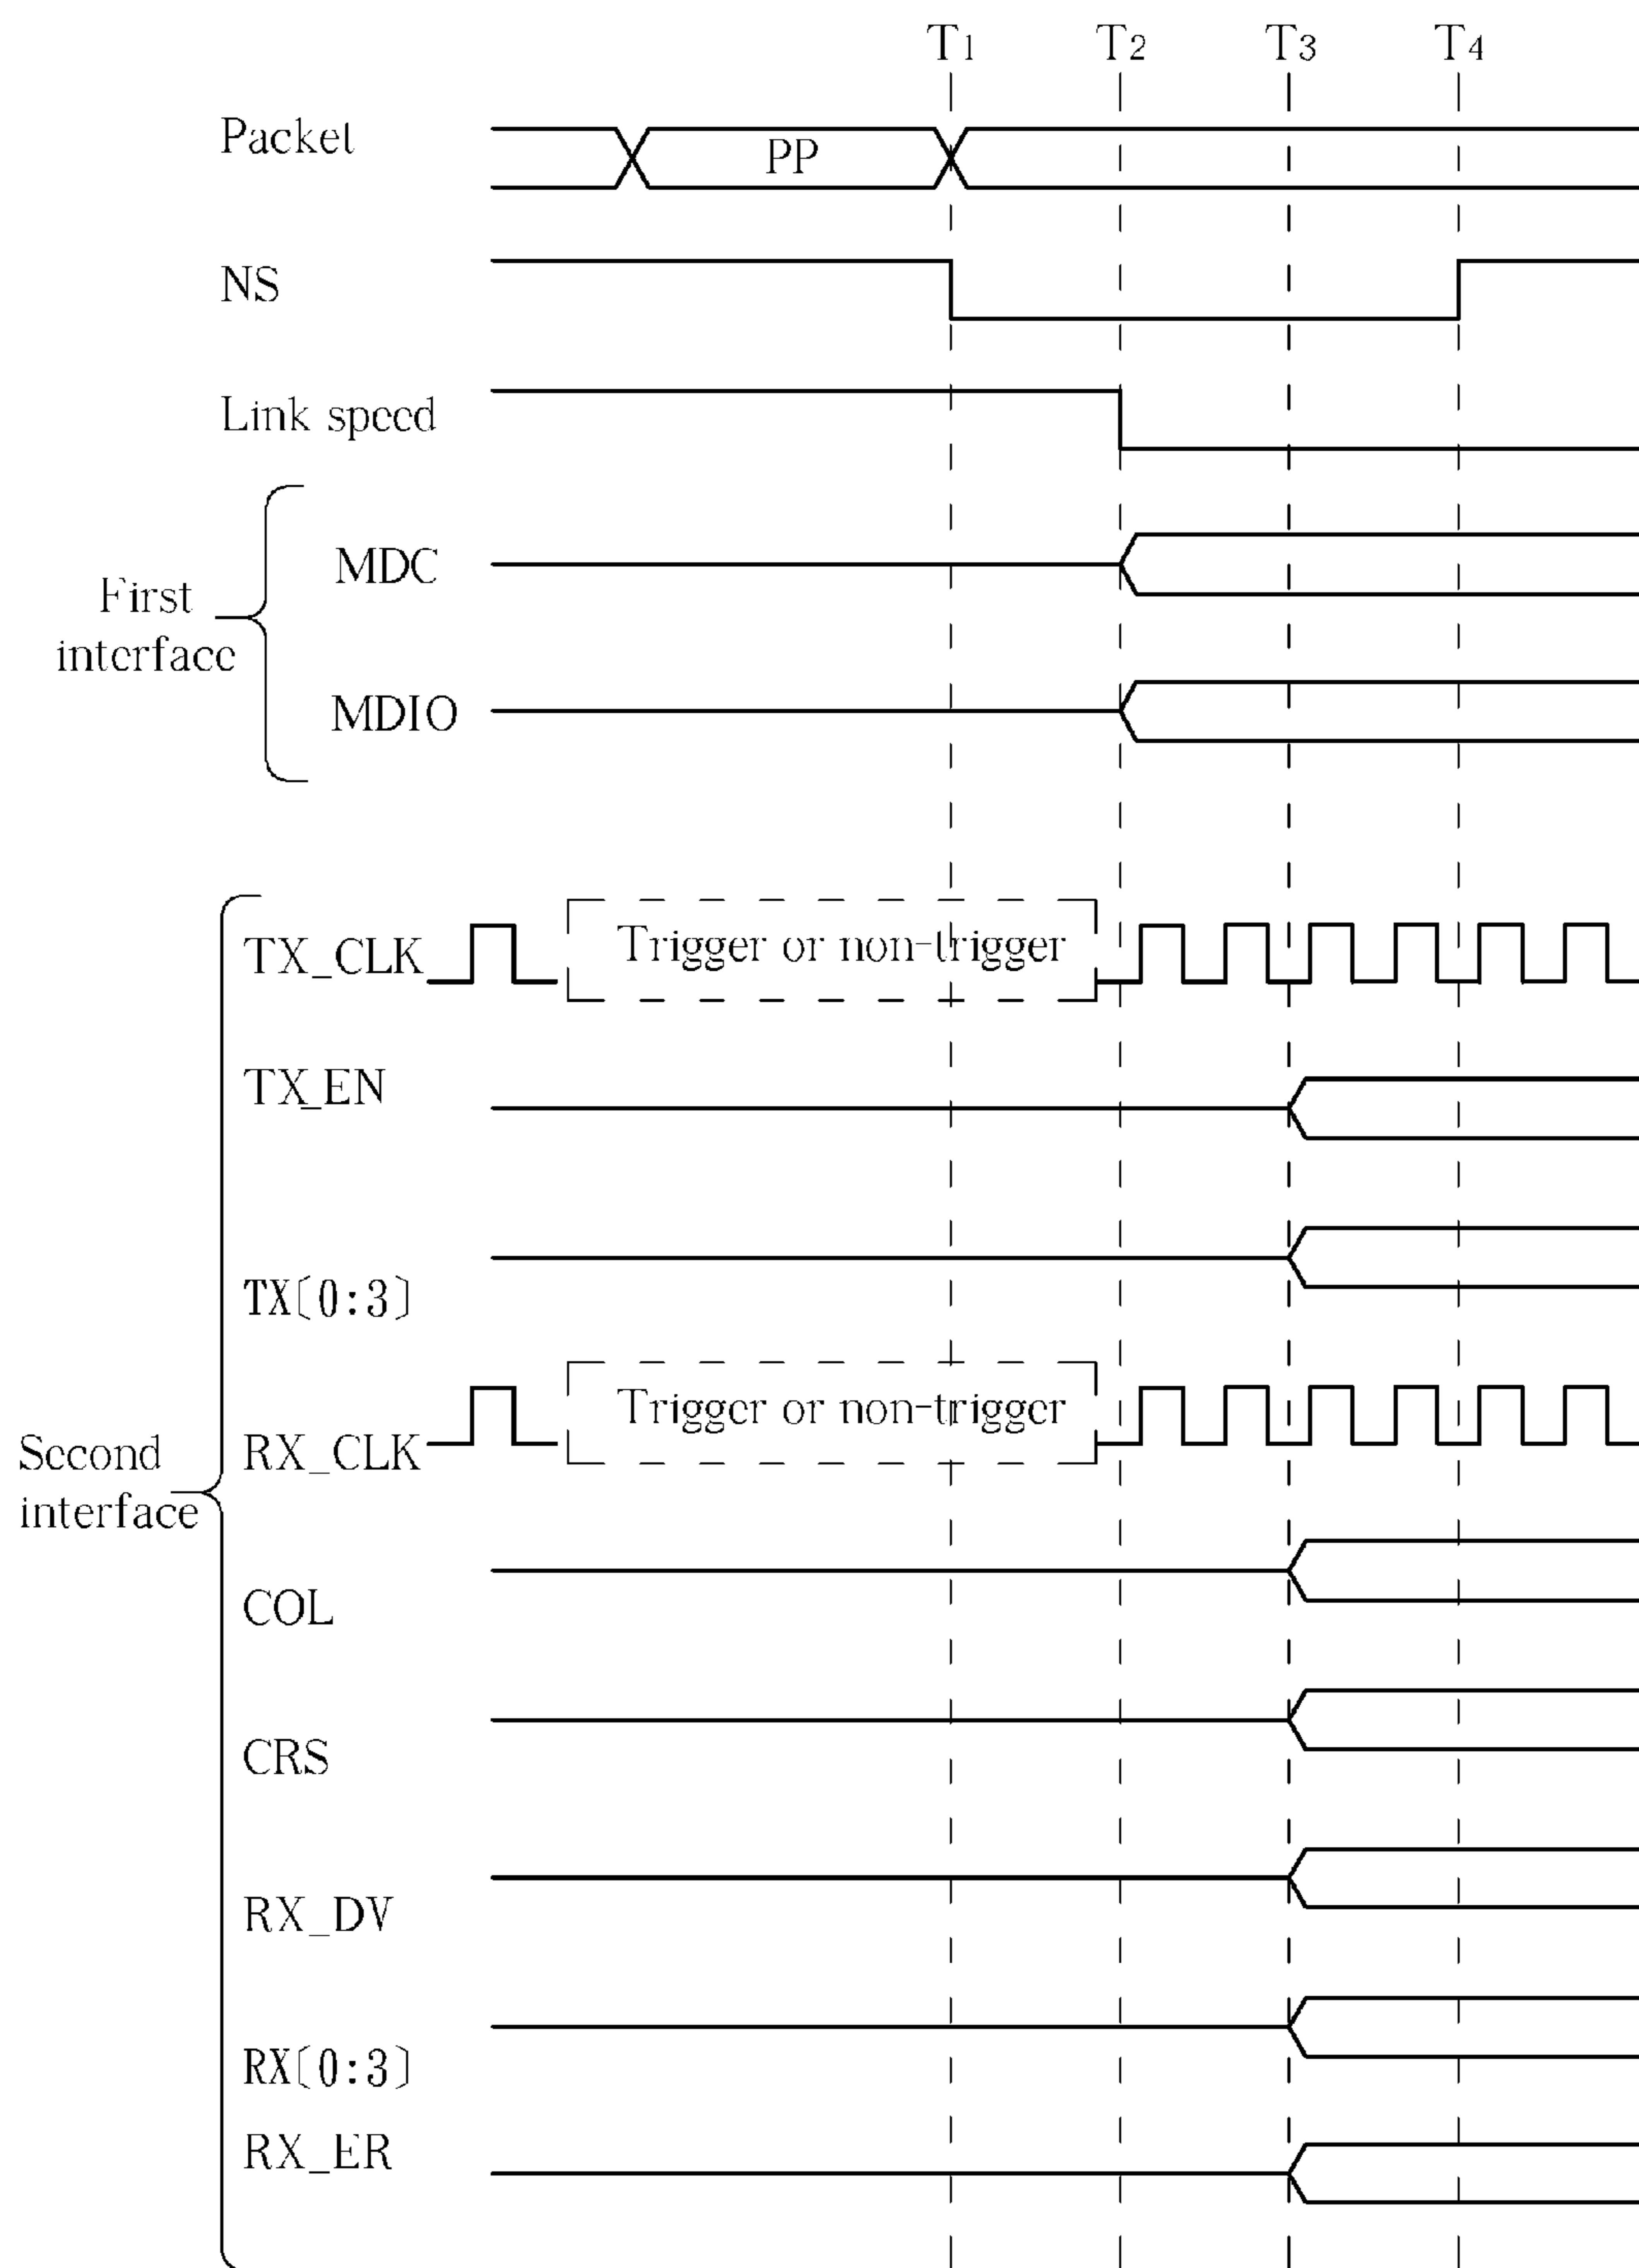 T1 T2 T3 T4
Packet
PP
NS
Link speed
First
interface
MDC
MDIO
TX_CLK
Trigger or non-trigger
TX_EN
TX[0:3]
RX_CLK
Trigger or non-trigger
Second
interface
COL
CRS
RX_DV
RX[0:3]
RX_ER